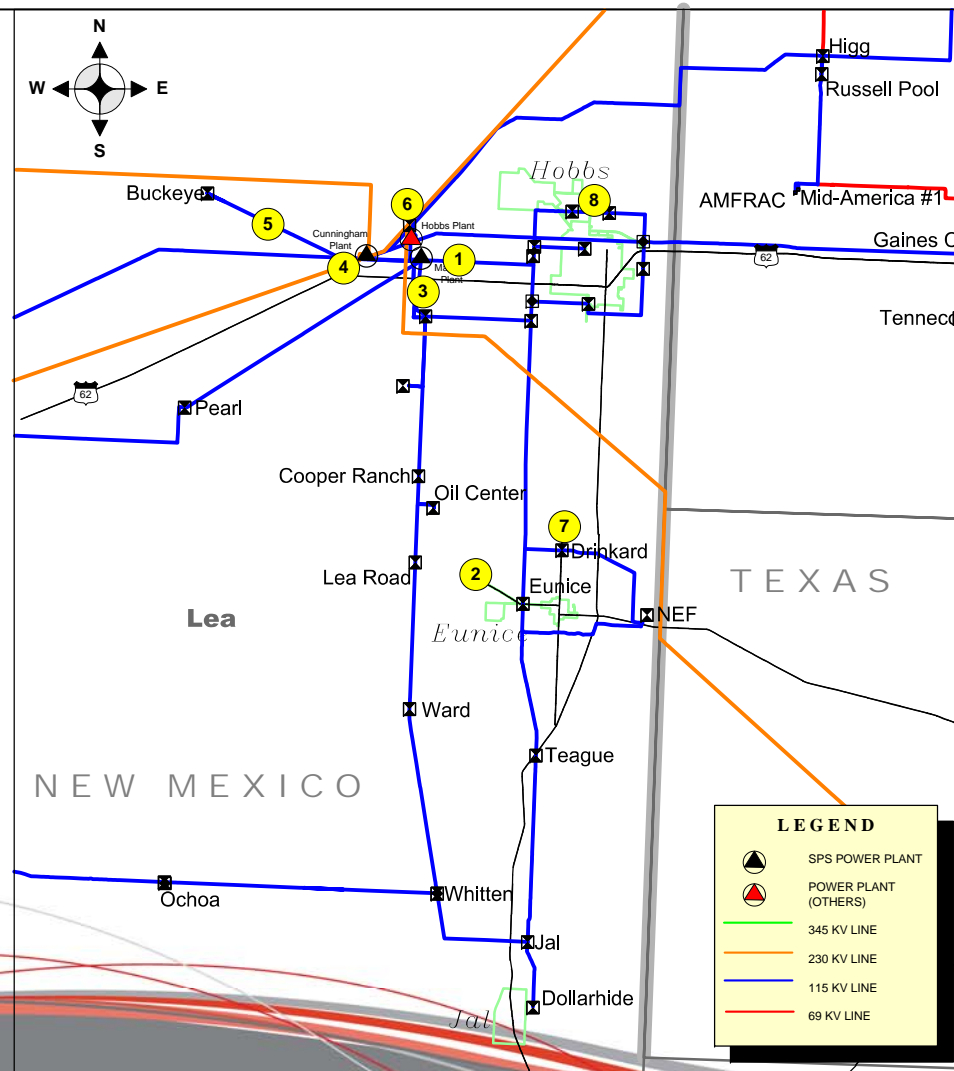 N
W E
S
Higg
Russell Pool
AMFRAC
Mid-America #1
Gaines C
62
Hobbs
8
Buckeye
5
6
Hobbs Plant
Cunningham
Plant
4
1
Plant
3
62
Pearl
Cooper Ranch
Oil Center
Lea Road
7
Drinkard
2
Eunice
Eunice
NEF
TEXAS
Lea
Ward
Teague
NEW MEXICO
Ochoa
Whitten
Jal
Dollarhide
Jal
LEGEND
SPS POWER PLANT
POWER PLANT
(OTHERS)
345 KV LINE
230 KV LINE
115 KV LINE
69 KV LINE